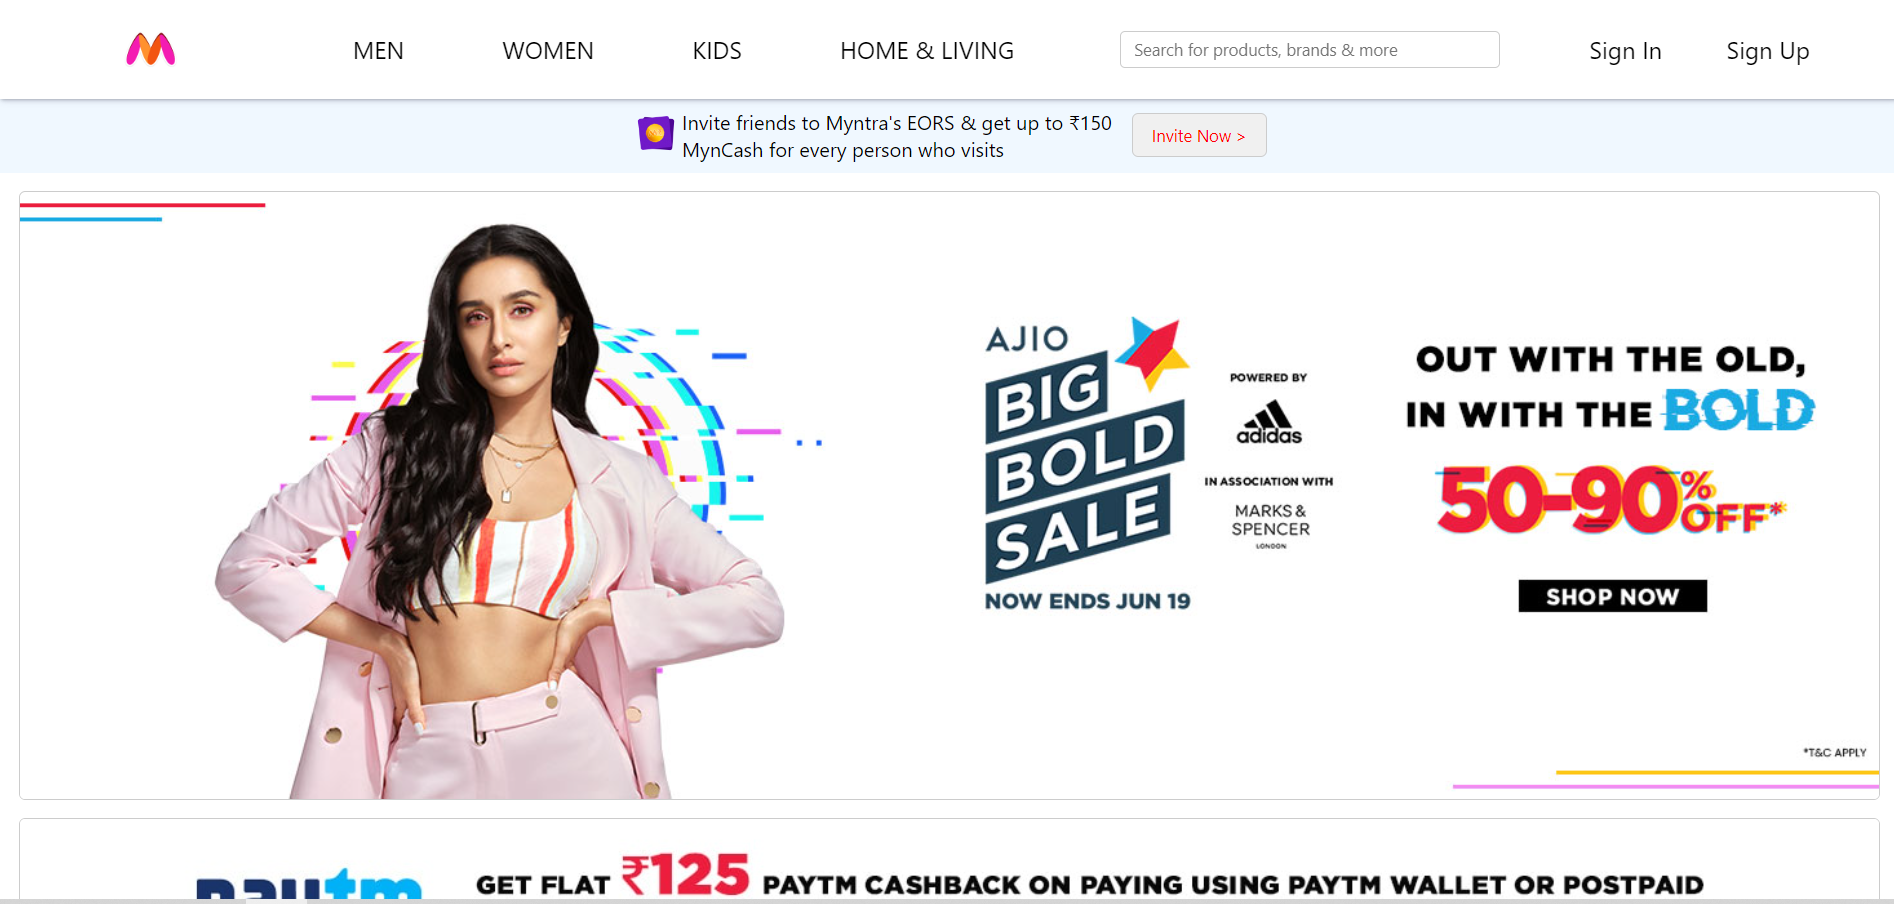 MEN WOMEN KIDS HOME & LIVING Search for products, brands & more Sign In Sign Up
Invite friends to Myntra's EORS & get up to ₹150
MynCash for every person who visits
Invite Now >
AJIO
BIG
BOLD
SALE
NOW ENDS JUN 19
POWERED BY
adidas
IN ASSOCIATION WITH
MARKS &
SPENCER
LONDON
OUT WITH THE OLD,
IN WITH THE BOLD
50-90% OFF*
SHOP NOW
*T&C APPLY
paytm
GET FLAT ₹125 PAYTM CASHBACK ON PAYING USING PAYTM WALLET OR POSTPAID